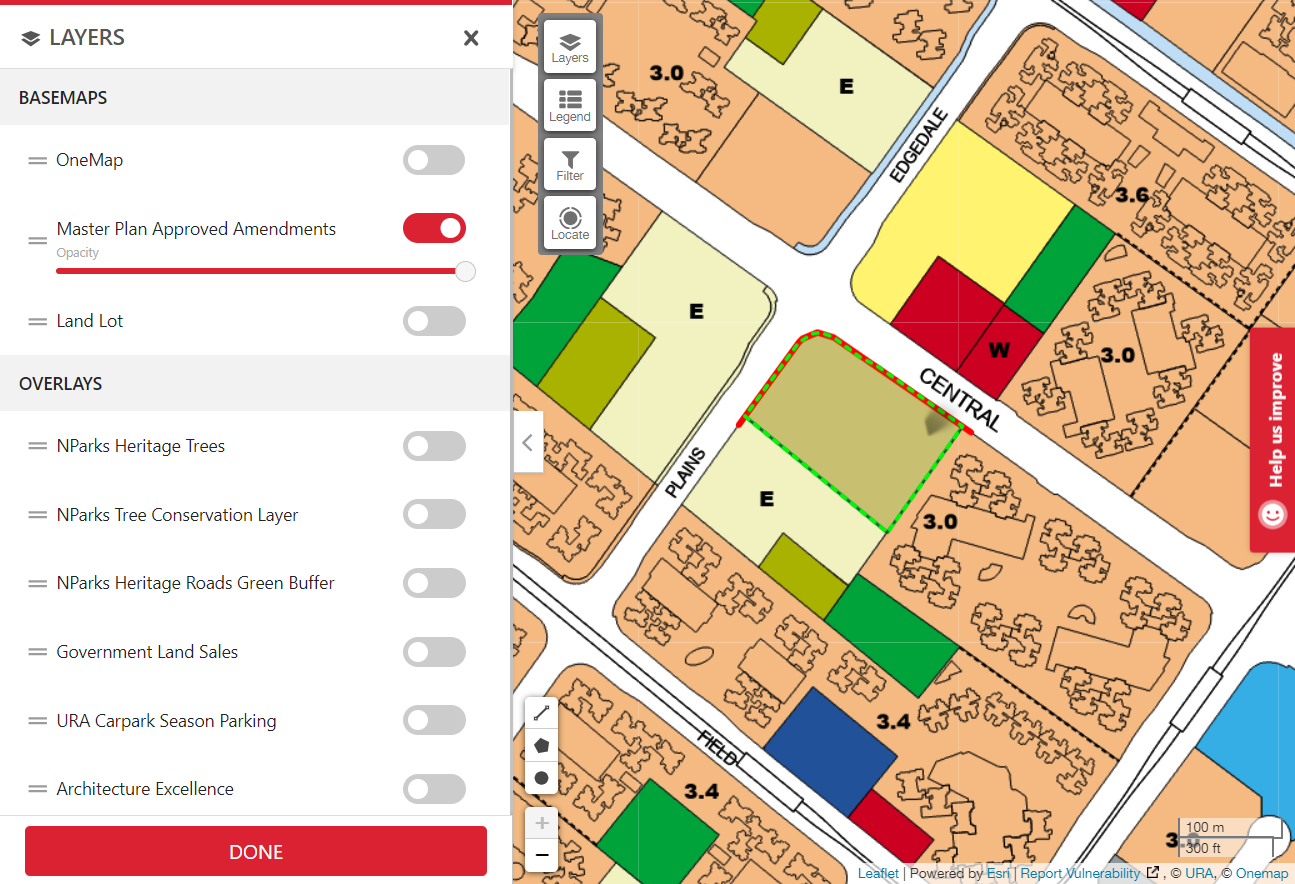 LAYERS
BASEMAPS
OneMap
Master Plan Approved Amendments
Opacity
Land Lot
OVERLAYS
NParks Heritage Trees
NParks Tree Conservation Layer
NParks Heritage Roads Green Buffer
Government Land Sales
URA Carpark Season Parking
Architecture Excellence
DONE
Layers
Legend
Filter
Locate
3.0
E
EDGEDALE
3.6
E
W
3.0
CENTRAL
PLAINS
E
3.0
3.4
FIELD
3.4
Help us improve
100 m
300 ft
Leaflet | Powered by Esri | Report Vulnerability , © URA, © Onemap